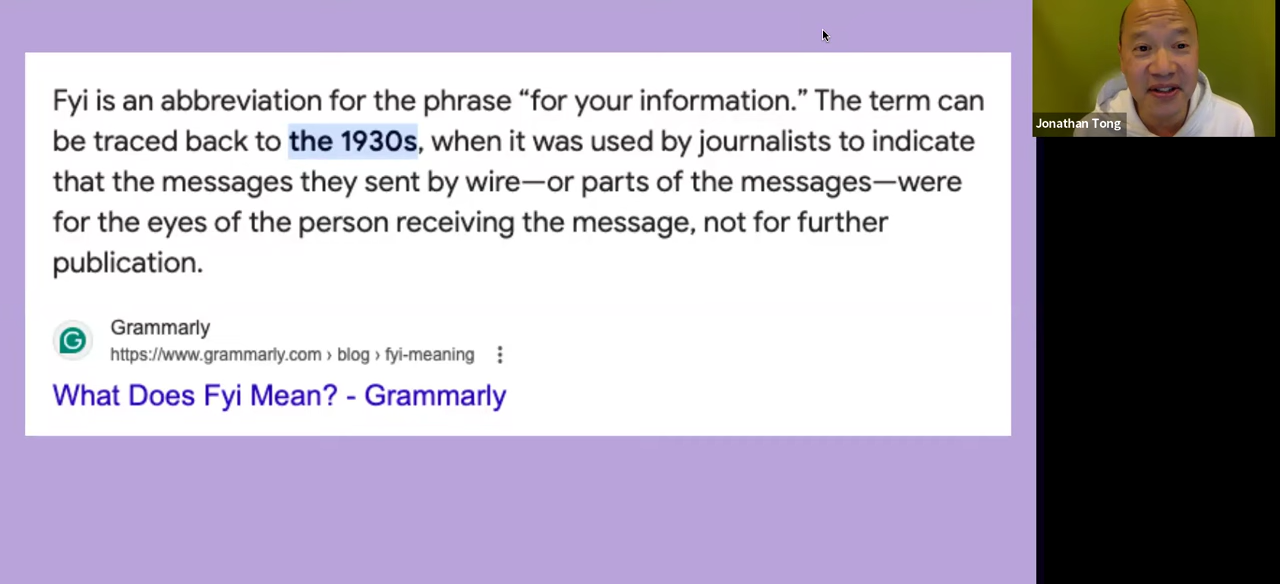 Fyi is an abbreviation for the phrase “for your information.” The term can
be traced back to the 1930s, when it was used by journalists to indicate
that the messages they sent by wire—or parts of the messages—were
for the eyes of the person receiving the message, not for further
publication.
Grammarly
https://www.grammarly.com › blog › fyi-meaning
What Does Fyi Mean? - Grammarly
Jonathan Tong